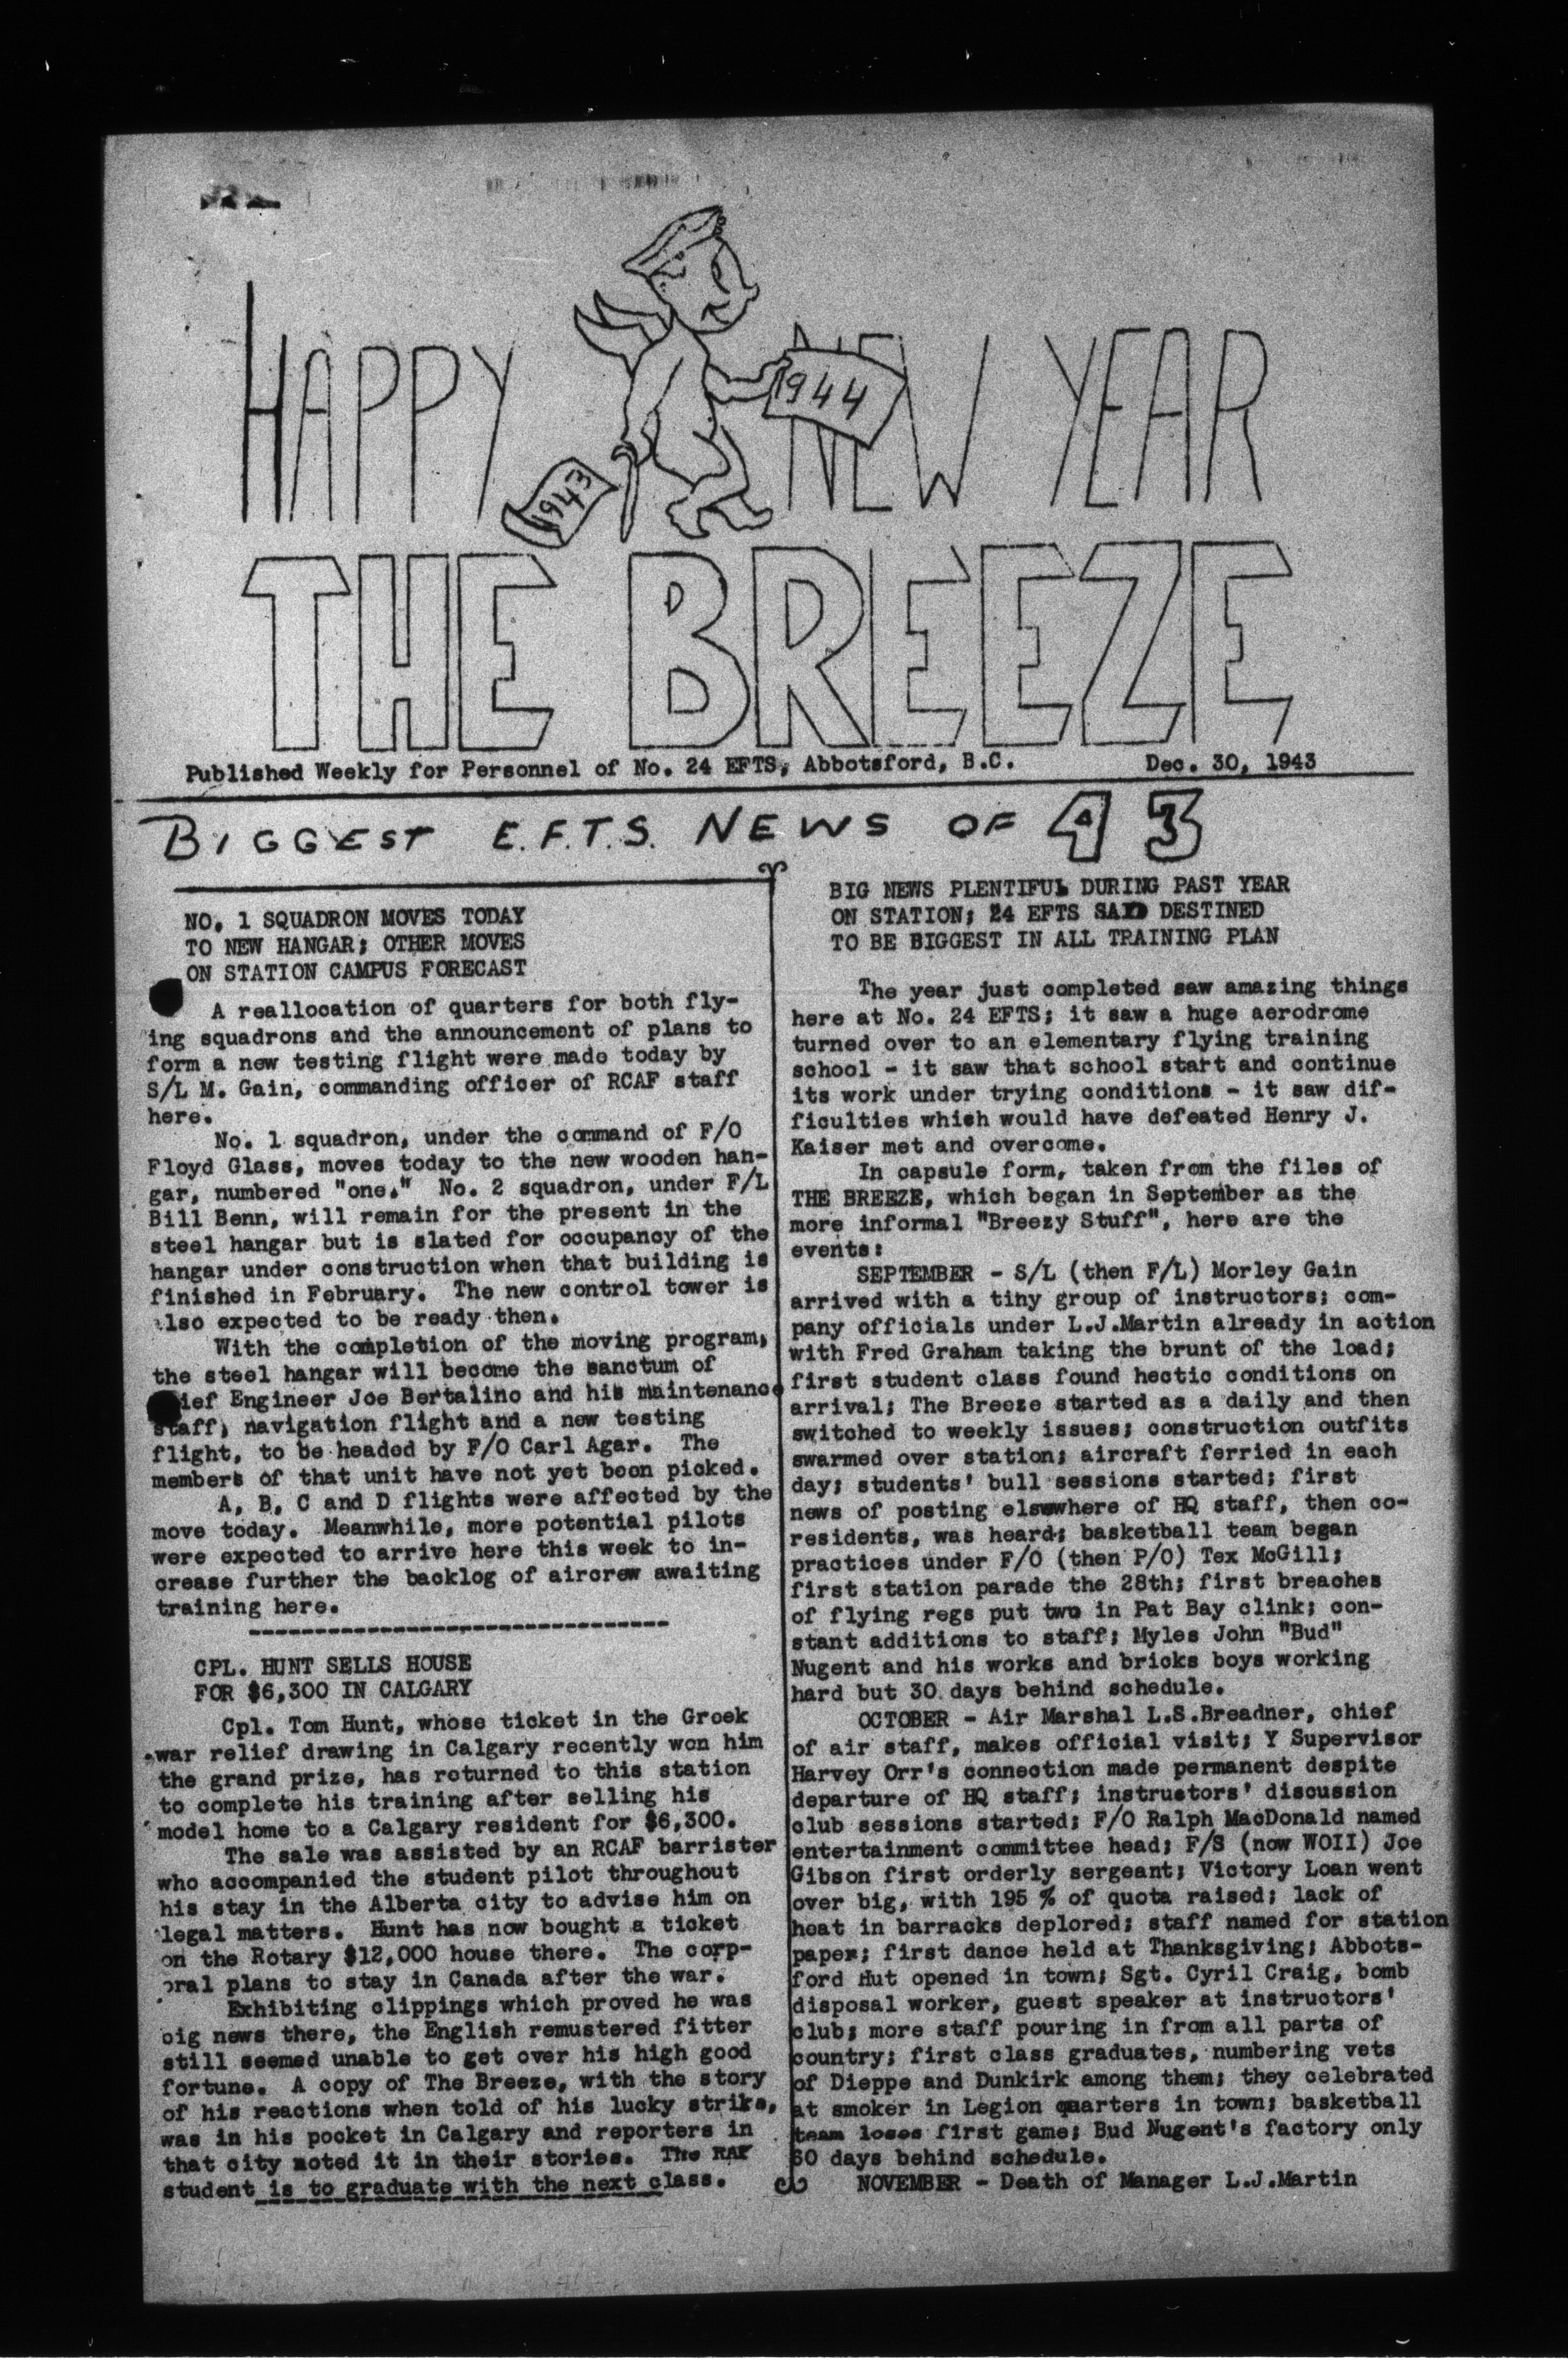 HAPPY NEW YEAR
1944
1943
THE BREEZE
Published Weekly for Personnel of No. 24 EFTS, Abbotsford, B.C. Dec. 30, 1943
BIGGEST E.F.T.S. NEWS OF 43
NO. 1 SQUADRON MOVES TODAY
TO NEW HANGAR; OTHER MOVES
ON STATION CAMPUS FORECAST
A reallocation of quarters for both fly-
ing squadrons and the announcement of plans to
form a new testing flight were made today by
S/L M. Gain, commanding officer of RCAF staff
here.
No. 1 squadron, under the command of F/O
Floyd Glass, moves today to the new wooden han-
gar, numbered "one." No. 2 squadron, under F/L
Bill Benn, will remain for the present in the
steel hangar but is slated for occupancy of the
hangar under construction when that building is
finished in February. The new control tower is
also expected to be ready then.
With the completion of the moving program,
the steel hangar will become the sanctum of
ief Engineer Joe Bertalino and his maintenance
staff, navigation flight and a new testing
flight, to be headed by F/O Carl Agar. The
members of that unit have not yet been picked.
A, B, C and D flights were affected by the
move today. Meanwhile, more potential pilots
were expected to arrive here this week to in-
crease further the backlog of aircrew awaiting
training here.
--------------------------------
CPL. HUNT SELLS HOUSE
FOR $6,300 IN CALGARY
Cpl. Tom Hunt, whose ticket in the Greek
war relief drawing in Calgary recently won him
the grand prize, has returned to this station
to complete his training after selling his
model home to a Calgary resident for $6,300.
The sale was assisted by an RCAF barrister
who accompanied the student pilot throughout
his stay in the Alberta city to advise him on
legal matters. Hunt has now bought a ticket
on the Rotary $12,000 house there. The corp-
oral plans to stay in Canada after the war.
Exhibiting clippings which proved he was
big news there, the English remustered fitter
still seemed unable to get over his high good
fortune. A copy of The Breeze, with the story
of his reactions when told of his lucky strike,
was in his pocket in Calgary and reporters in
that city noted it in their stories. The RAF
student is to graduate with the next class.
BIG NEWS PLENTIFUL DURING PAST YEAR
ON STATION; 24 EFTS SAID DESTINED
TO BE BIGGEST IN ALL TRAINING PLAN
The year just completed saw amazing things
here at No. 24 EFTS; it saw a huge aerodrome
turned over to an elementary flying training
school - it saw that school start and continue
its work under trying conditions - it saw dif-
ficulties which would have defeated Henry J.
Kaiser met and overcome.
In capsule form, taken from the files of
THE BREEZE, which began in September as the
more informal "Breezy Stuff", here are the
events:
SEPTEMBER - S/L (then F/L) Morley Gain
arrived with a tiny group of instructors; com-
pany officials under L.J.Martin already in action
with Fred Graham taking the brunt of the load;
first student class found hectic conditions on
arrival; The Breeze started as a daily and then
switched to weekly issues; construction outfits
swarmed over station; aircraft ferried in each
day; students' bull sessions started; first
news of posting elsewhere of HQ staff, then co-
residents, was heard; basketball team began
practices under F/O (then P/O) Tex McGill;
first station parade the 28th; first breaches
of flying regs put two in Pat Bay clink; con-
stant additions to staff; Myles John "Bud"
Nugent and his works and bricks boys working
hard but 30 days behind schedule.
OCTOBER - Air Marshal L.S.Breadner, chief
of air staff, makes official visit; Y Supervisor
Harvey Orr's connection made permanent despite
departure of HQ staff; instructors' discussion
club sessions started; F/O Ralph MacDonald named
entertainment committee head; F/S (now WOII) Joe
Gibson first orderly sergeant; Victory Loan went
over big, with 195 % of quota raised; lack of
heat in barracks deplored; staff named for station
paper; first dance held at Thanksgiving; Abbots-
ford Hut opened in town; Sgt. Cyril Craig, bomb
disposal worker, guest speaker at instructors'
club; more staff pouring in from all parts of
country; first class graduates, numbering vets
of Dieppe and Dunkirk among them; they celebrated
at smoker in Legion quarters in town; basketball
team loses first game; Bud Nugent's factory only
60 days behind schedule.
NOVEMBER - Death of Manager L.J.Martin